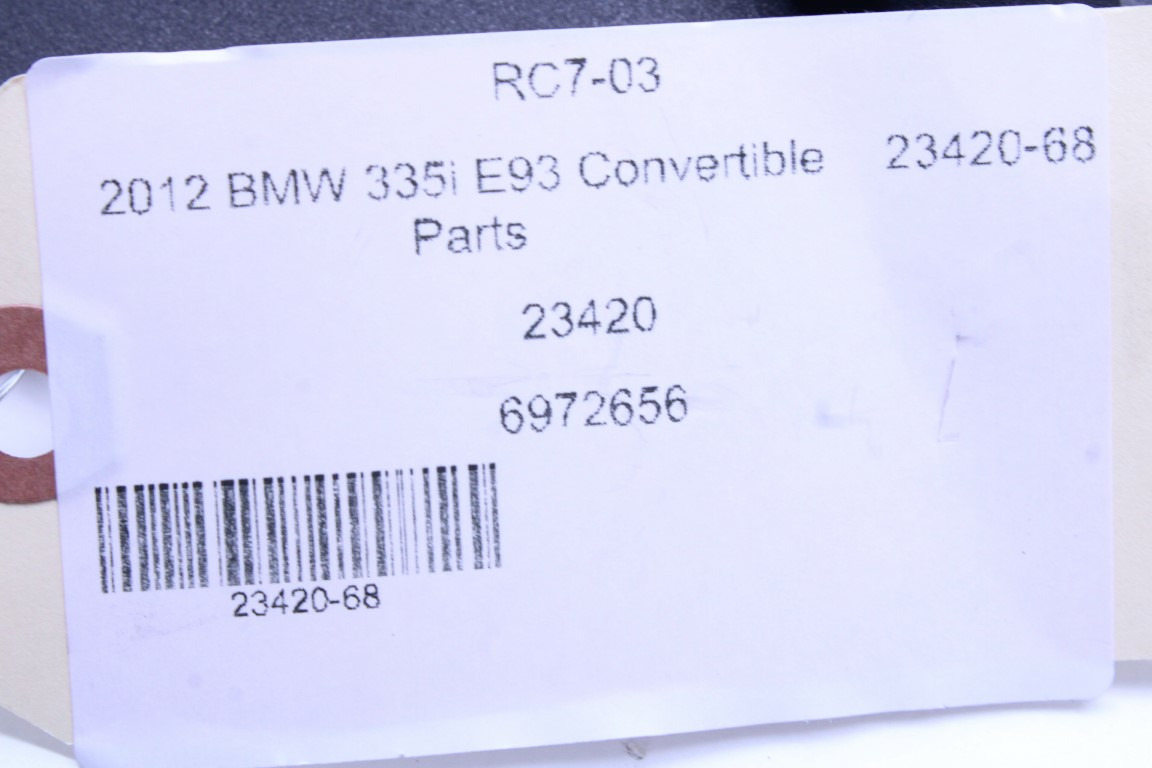 RC7-03
2012 BMW 335i E93 Convertible 23420-68
Parts
23420
6972656
23420-68